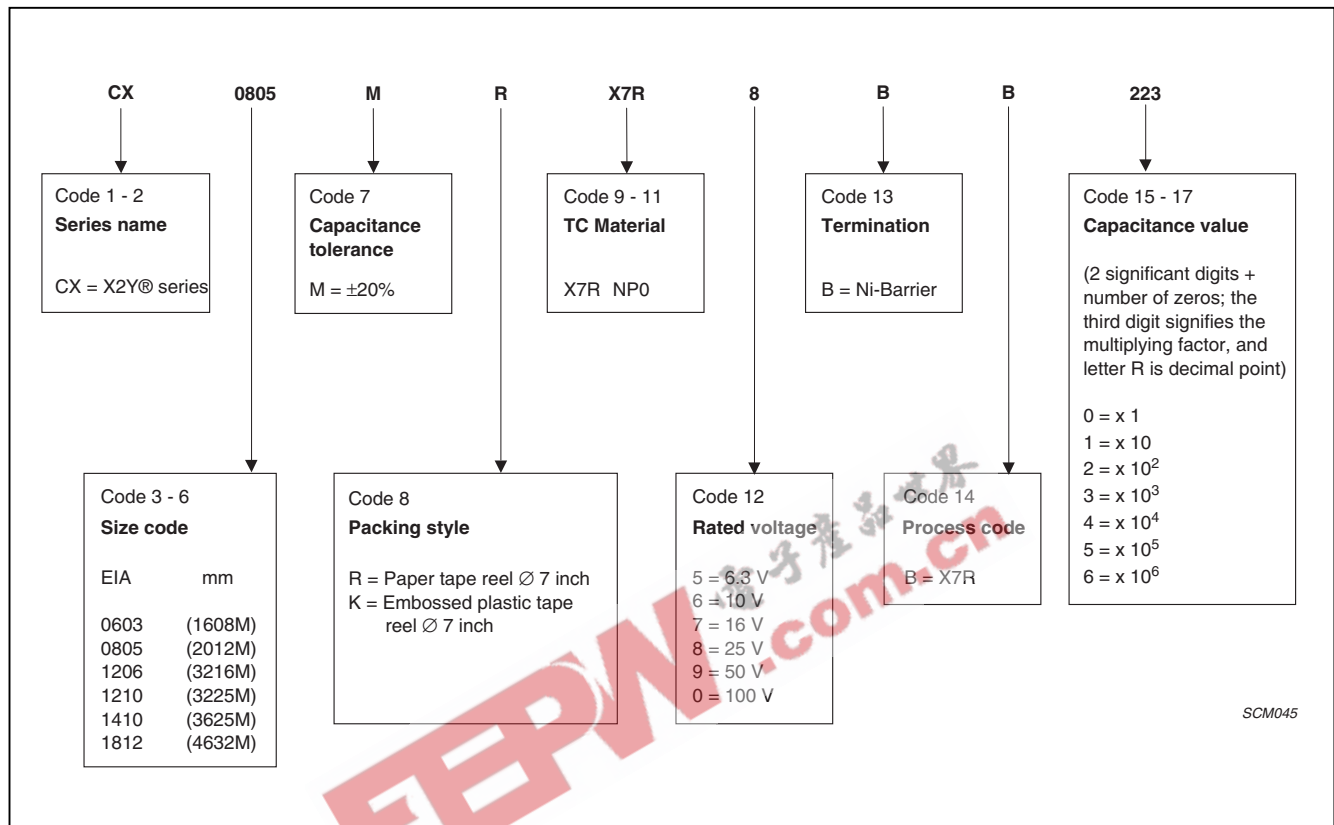 CX 0805 M R X7R 8 B B 223
Code 1 - 2
Series name
CX = X2Y® series
Code 7
Capacitance
tolerance
M = ±20%
Code 9 - 11
TC Material
X7R NP0
Code 13
Termination
B = Ni-Barrier
Code 15 - 17
Capacitance value
(2 significant digits +
number of zeros; the
third digit signifies the
multiplying factor, and
letter R is decimal point)
0 = x 1
1 = x 10
2 = x 10²
3 = x 10³
4 = x 10⁴
5 = x 10⁵
6 = x 10⁶
Code 3 - 6
Size code
EIA mm
0603 (1608M)
0805 (2012M)
1206 (3216M)
1210 (3225M)
1410 (3625M)
1812 (4632M)
Code 8
Packing style
R = Paper tape reel ∅ 7 inch
K = Embossed plastic tape
reel ∅ 7 inch
Code 12
Rated voltage
5 = 6.3 V
6 = 10 V
7 = 16 V
8 = 25 V
9 = 50 V
0 = 100 V
Code 14
Process code
B = X7R
SCM045
電子產品世界
EEPW.com.cn